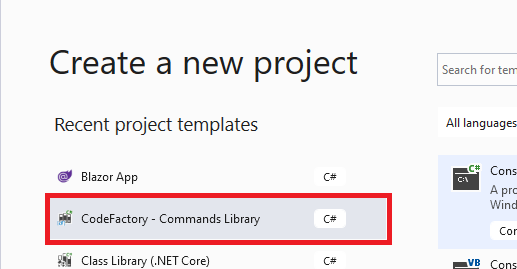 Create a new project
Search for tem
Recent project templates
All languages
Blazor App C#
CodeFactory - Commands Library C#
Class Library (.NET Core) C#
C#
C:\
Cons
A pro
Wind
Con
VB
Cons